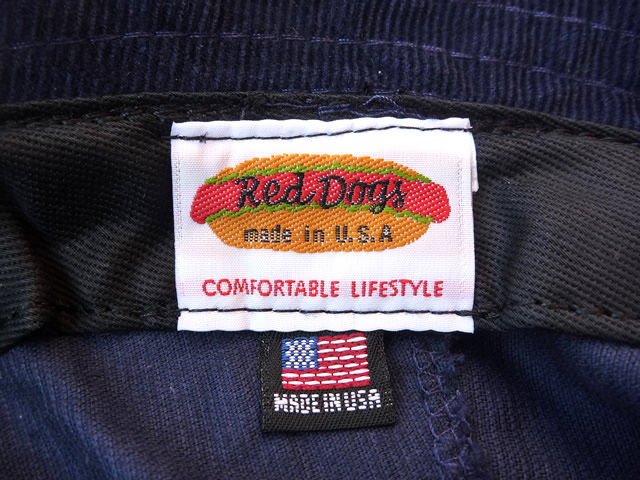 Red Dogs
made in U.S.A
COMFORTABLE LIFESTYLE
MADE IN USA